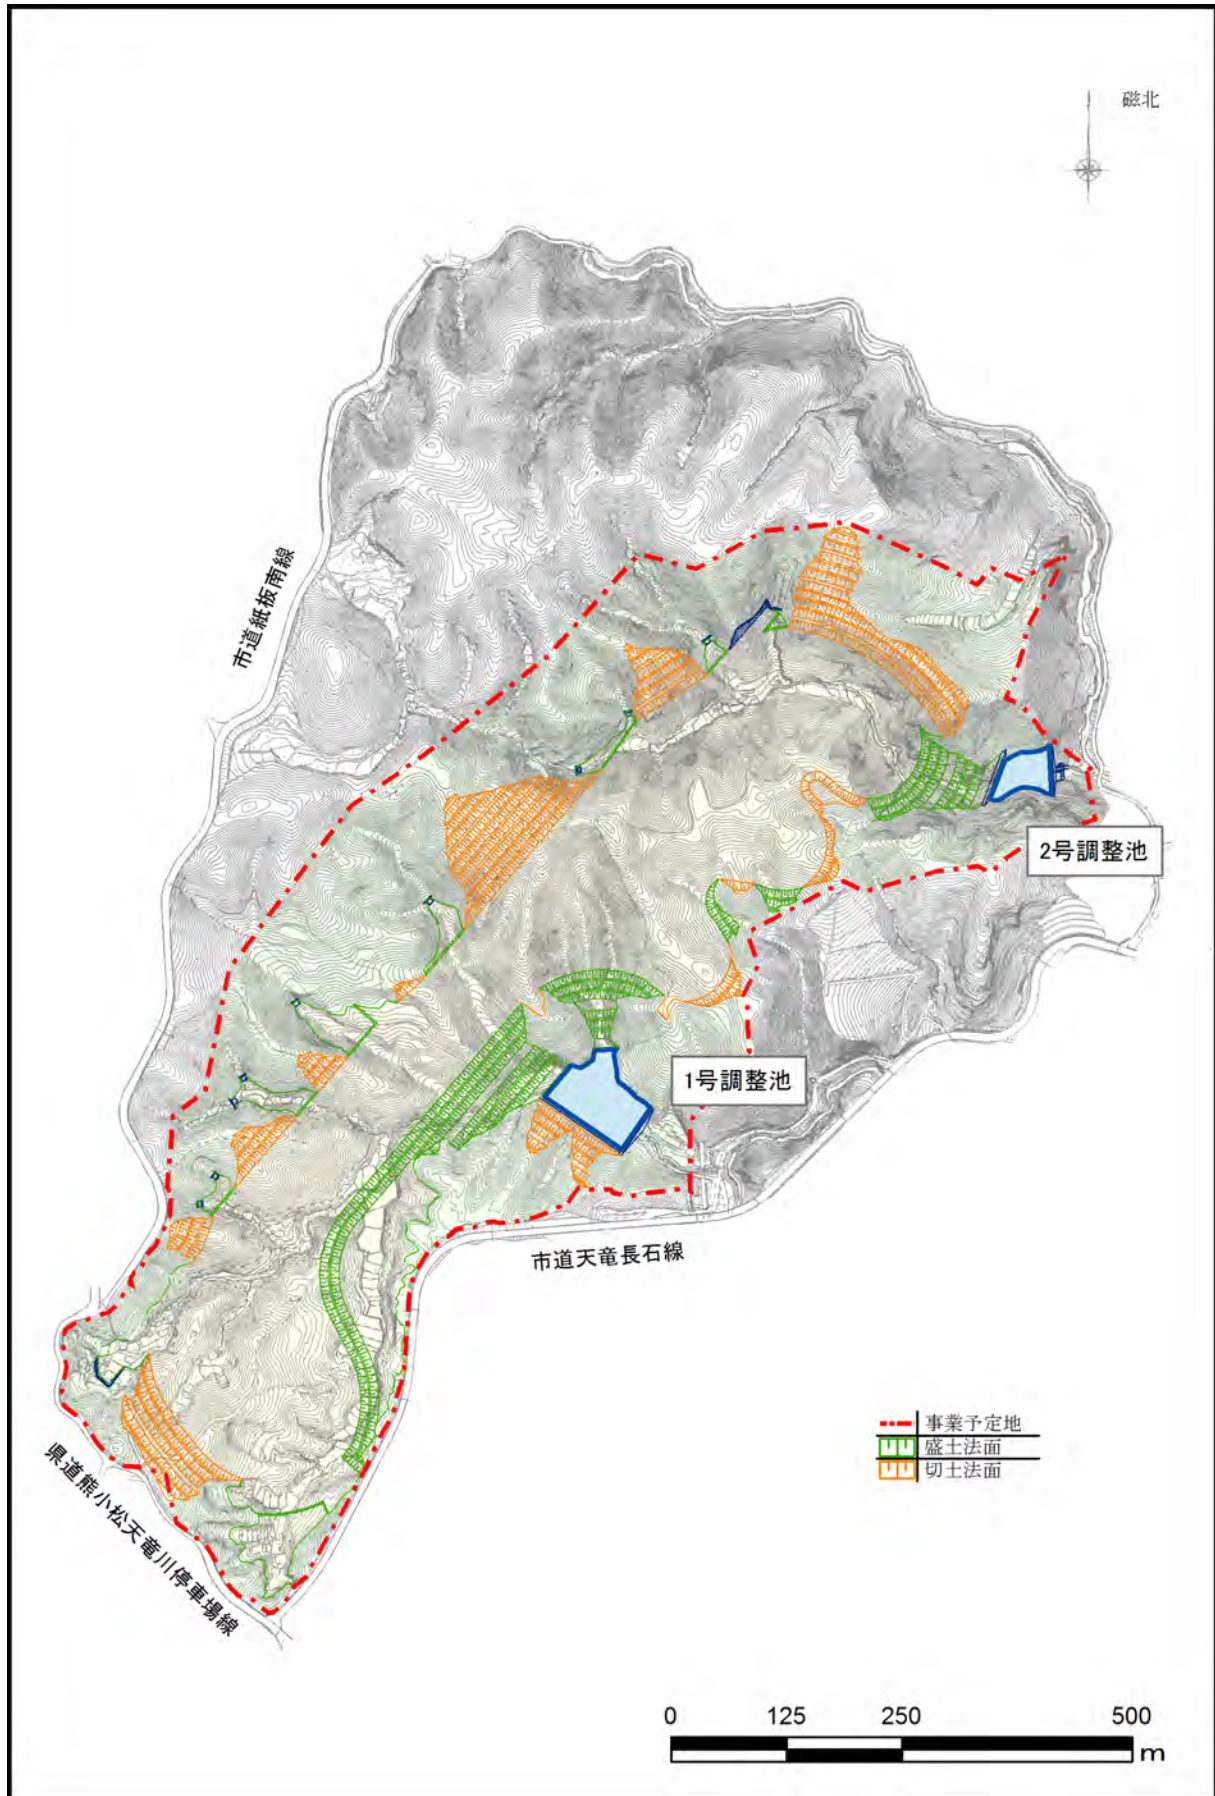 磁北
市道紙板南線
2号調整池
1号調整池
市道天竜長石線
県道熊小松天竜川停車場線
事業予定地
盛土法面
切土法面
0 125 250 500
m